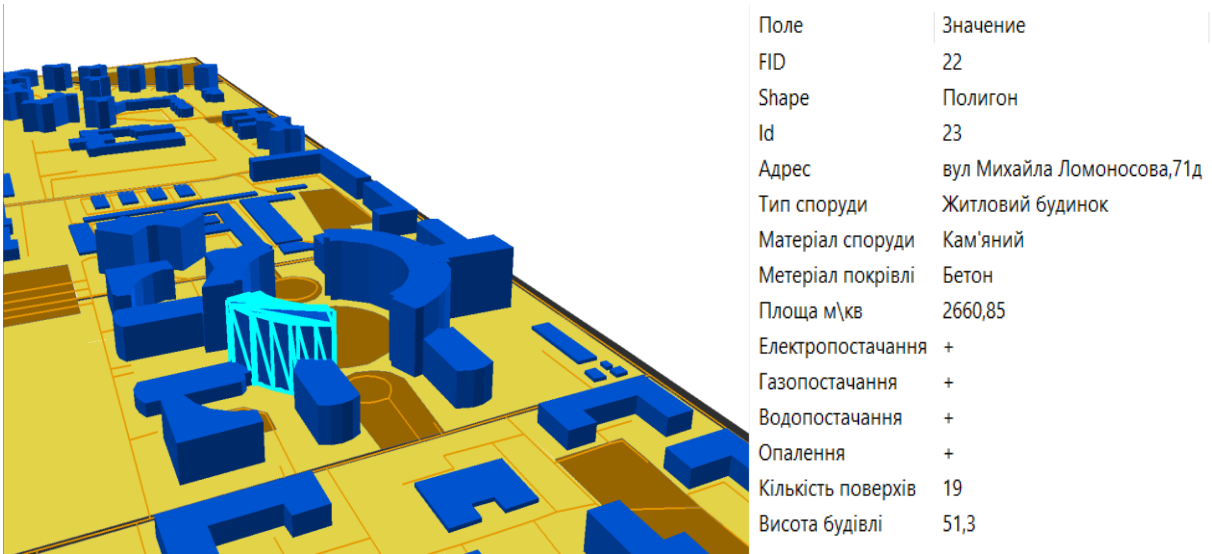 Поле Значение
FID 22
Shape Полигон
Id 23
Адрес вул Михайла Ломоносова,71д
Тип споруди Житловий будинок
Матеріал споруди Кам'яний
Метеріал покрівлі Бетон
Площа м\кв 2660,85
Електропостачання +
Газопостачання +
Водопостачання +
Опалення +
Кількість поверхів 19
Висота будівлі 51,3